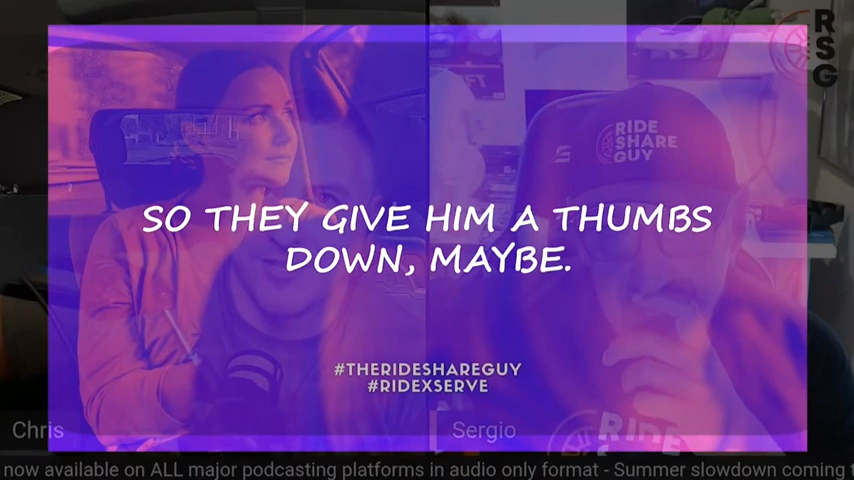 RSG
RIDE
SHARE
GUY
SO THEY GIVE HIM A THUMBS
DOWN, MAYBE.
#THERIDESHAREGUY
#RIDEXSERVE
Chris
Sergio
RIDE
now available on ALL major podcasting platforms in audio only format - Summer slowdown coming